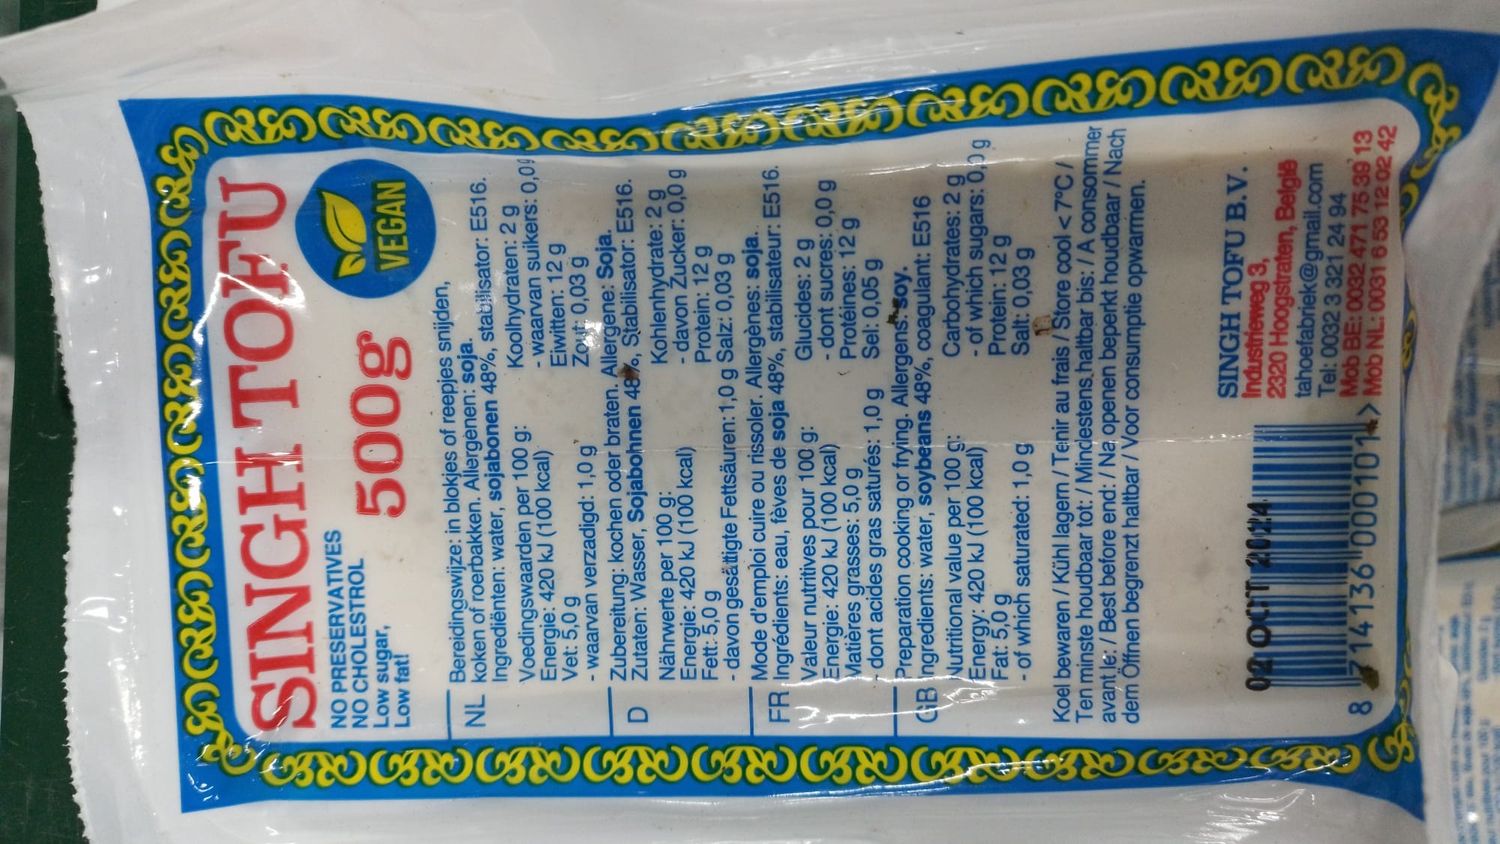 SINGH TOFU
NO PRESERVATIVES
NO CHOLESTROL
Low sugar,
Low fat!
500g
VEGAN
NL
Bereidingswijze: in blokjes of reepjes snijden,
koken of roerbakken. Allergenen: soja.
Ingrediënten: water, sojabonen 48%, stabilisator: E516.
Voedingswaarden per 100 g:
Energie: 420 kJ (100 kcal)
Vet: 5,0 g
- waarvan verzadigd: 1,0 g
Koolhydraten: 2 g
- waarvan suikers: 0,0g
Eiwitten: 12 g
Zout: 0,03 g
D
Zubereitung: kochen oder braten. Allergene: Soja.
Zutaten: Wasser, Sojabohnen 48%, Stabilisator: E516.
Nährwerte per 100 g:
Energie: 420 kJ (100 kcal)
Fett: 5,0 g
- davon gesättigte Fettsäuren: 1,0 g
Kohlenhydrate: 2 g
- davon Zucker: 0,0 g
Protein: 12 g
Salz: 0,03 g
FR
Mode d'emploi cuire ou rissoler. Allergènes: soja.
Ingrédients: eau, fèves de soja 48%, stabilisateur: E516.
Valeur nutritives pour 100 g:
Energie: 420 kJ (100 kcal)
Matières grasses: 5,0 g
- dont acides gras saturés: 1,0 g
Glucides: 2 g
- dont sucres: 0,0 g
Protéines: 12 g
Sel: 0,05 g
GB
Preparation cooking or frying. Allergens: soy.
Ingredients: water, soybeans 48%, coagulant: E516
Nutritional value per 100 g:
Energy: 420 kJ (100 kcal)
Fat: 5,0 g
- of which saturated: 1,0 g
Carbohydrates: 2 g
- of which sugars: 0,0 g
Protein: 12 g
Salt: 0,03 g
Koel bewaren / Kühl lagern / Tenir au frais / Store cool < 7°C /
Ten minste houdbaar tot: / Mindestens haltbar bis: / A consommer
avant le: / Best before end: / Na openen beperkt houdbaar / Nach
dem Öffnen begrenzt haltbar / Voor consumptie opwarmen.
02 OCT 2024
8 714136 000101 >
SINGH TOFU B.V.
Industrieweg 3,
2320 Hoogstraten, België
tahoefabriek@gmail.com
Tel: 0032 3 3321 24 94
Mob BE: 0032 471 75 39 13
Mob NL: 0031 6 53 12 02 42